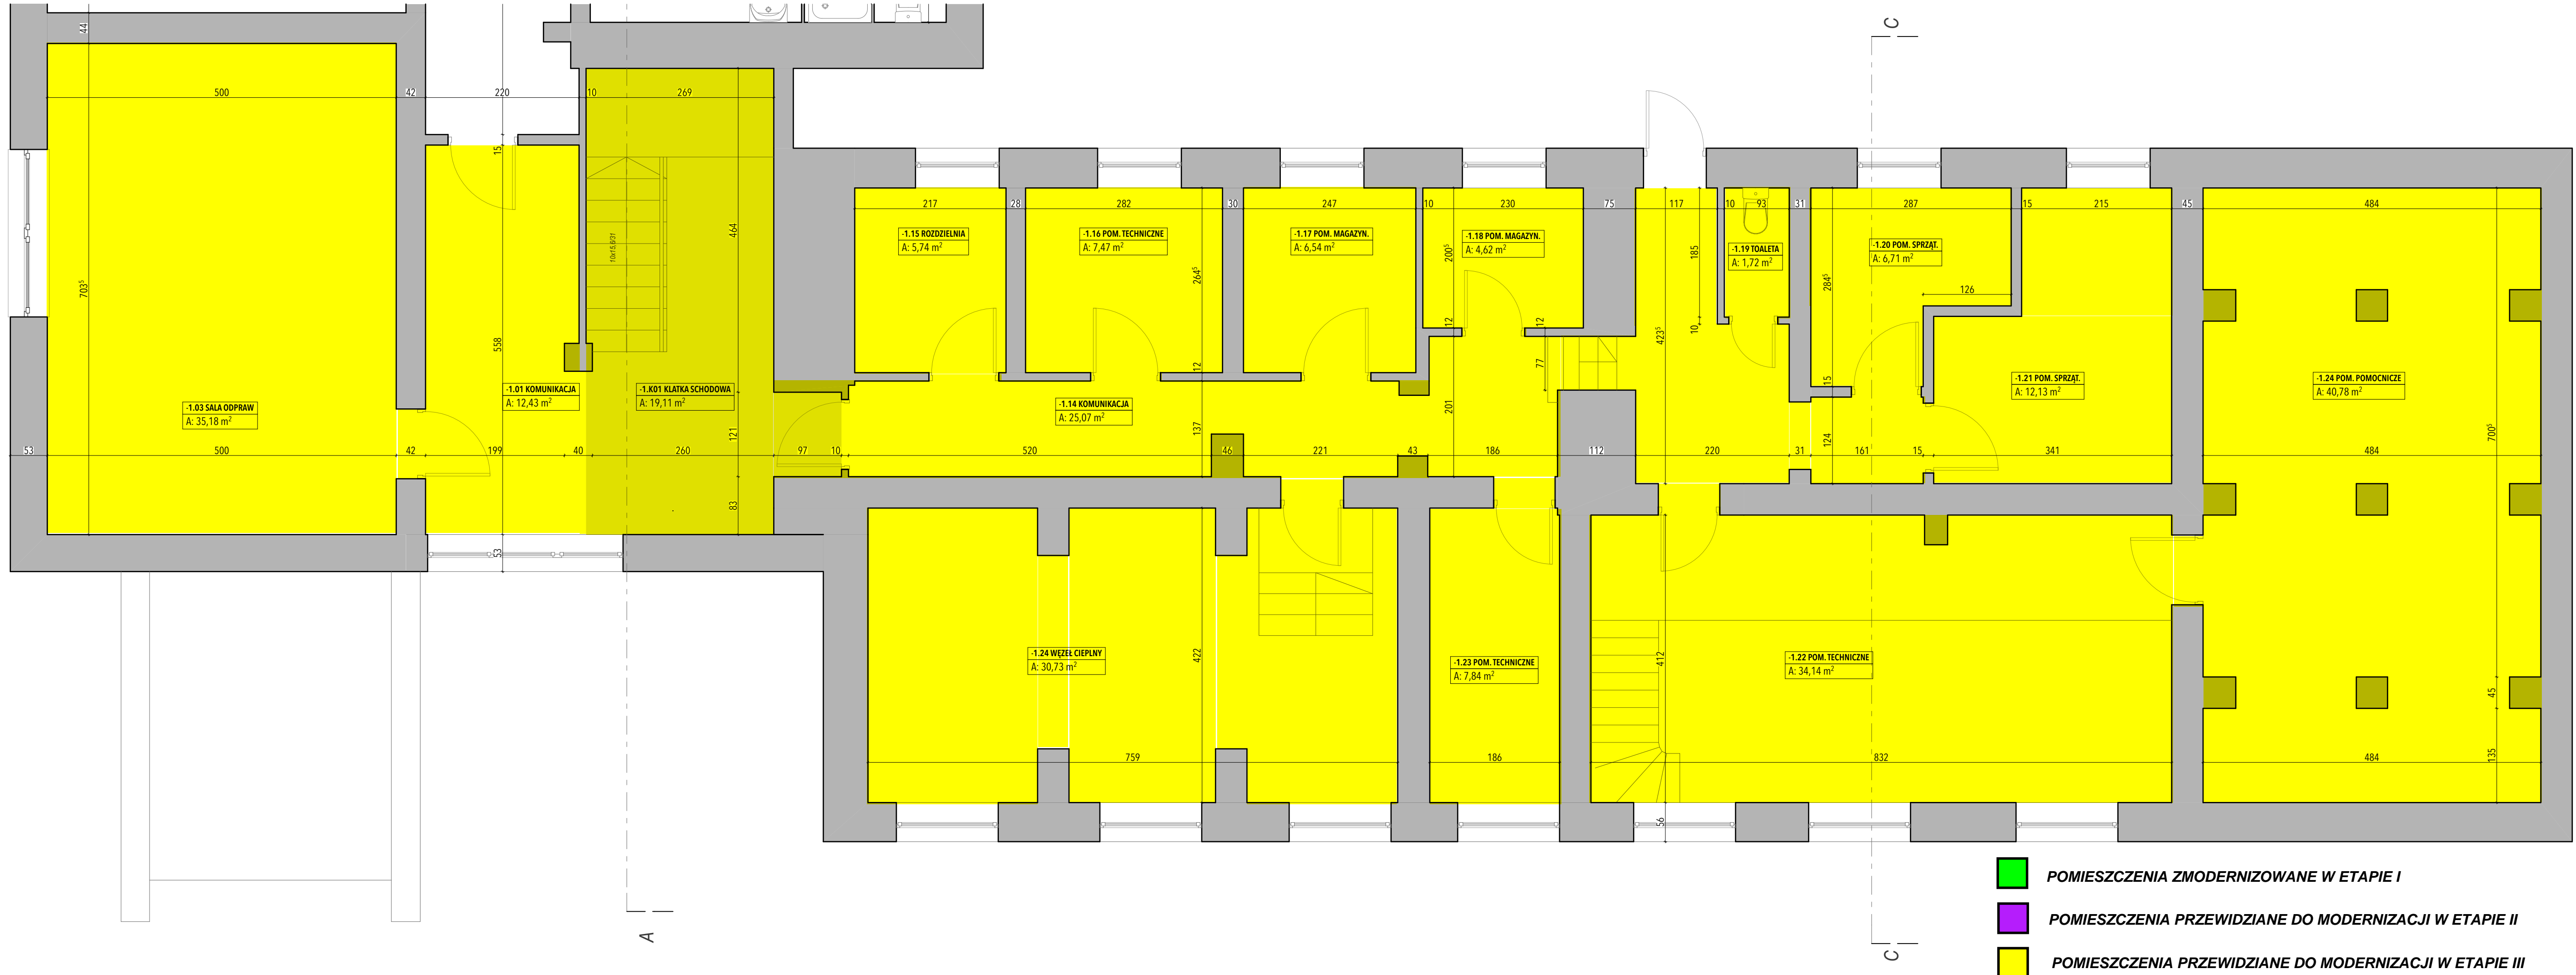 44
C
500
42
220
10
269
15
464
10x15,6/31
703⁵
558
217
28
282
30
247
10
230
75
117
10
93
31
287
15
215
45
484
-1.15 ROZDZIELNIA
A: 5,74 m²
-1.16 POM. TECHNICZNE
A: 7,47 m²
-1.17 POM. MAGAZYN.
A: 6,54 m²
-1.18 POM. MAGAZYN.
A: 4,62 m²
-1.19 TOALETA
A: 1,72 m²
-1.20 POM. SPRZĄT.
A: 6,71 m²
264⁵
200⁵
185
284⁵
126
12
12
10
423⁵
77
12
15
-1.03 SALA ODPRAW
A: 35,18 m²
-1.01 KOMUNIKACJA
A: 12,43 m²
-1.K01 KLATKA SCHODOWA
A: 19,11 m²
-1.14 KOMUNIKACJA
A: 25,07 m²
-1.21 POM. SPRZĄT.
A: 12,13 m²
-1.24 POM. POMOCNICZE
A: 40,78 m²
121
137
201
124
700⁵
53
500
42
199
40
260
97
10
520
46
221
43
186
112
220
31
161
15
341
484
83
53
-1.24 WĘZEŁ CIEPLNY
A: 30,73 m²
422
-1.23 POM. TECHNICZNE
A: 7,84 m²
412
-1.22 POM. TECHNICZNE
A: 34,14 m²
45
135
759
186
832
484
56
A
C
POMIESZCZENIA ZMODERNIZOWANE W ETAPIE I
POMIESZCZENIA PRZEWIDZIANE DO MODERNIZACJI W ETAPIE II
POMIESZCZENIA PRZEWIDZIANE DO MODERNIZACJI W ETAPIE III